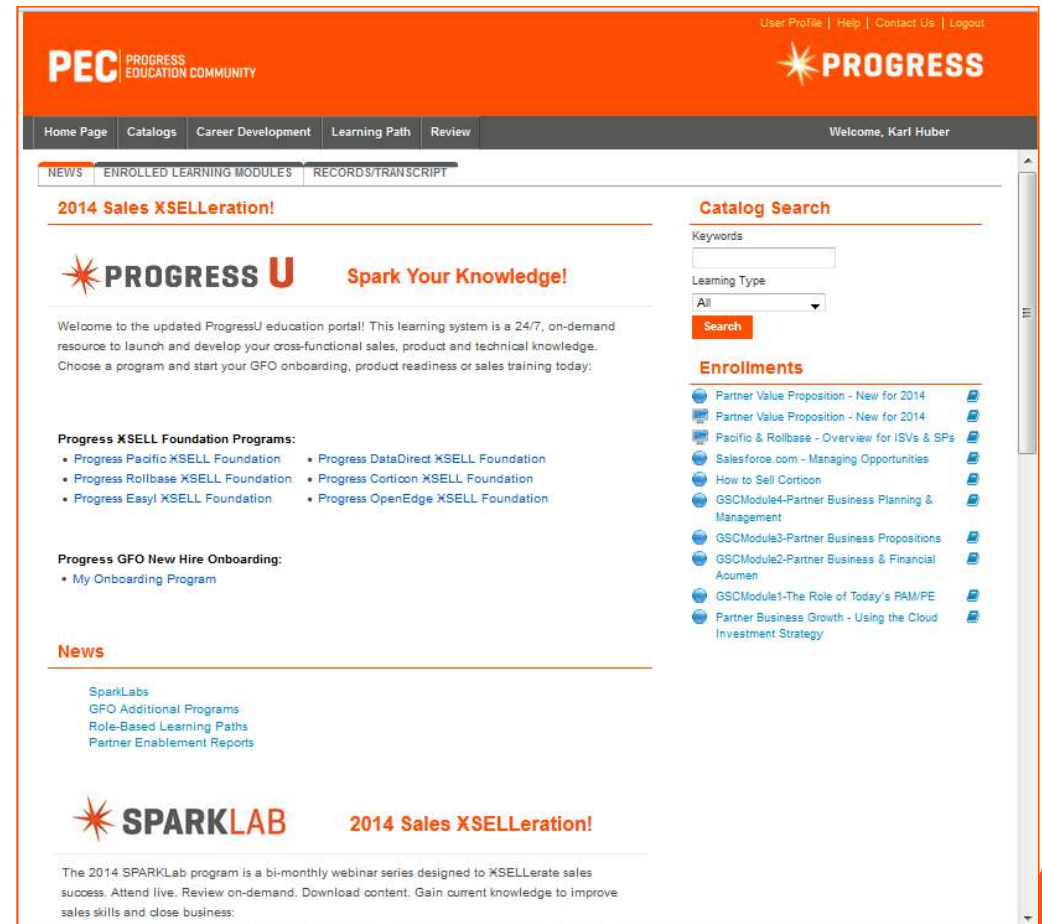 User Profile | Help | Contact Us | Logout
PEC PROGRESS
EDUCATION COMMUNITY
PROGRESS
Home Page Catalogs Career Development Learning Path Review Welcome, Karl Huber
NEWS ENROLLED LEARNING MODULES RECORDS/TRANSCRIPT
2014 Sales XSELLeration!
PROGRESS U Spark Your Knowledge!
Welcome to the updated ProgressU education portal! This learning system is a 24/7, on-demand
resource to launch and develop your cross-functional sales, product and technical knowledge.
Choose a program and start your GFO onboarding, product readiness or sales training today:
Progress XSELL Foundation Programs:
• Progress Pacific XSELL Foundation • Progress DataDirect XSELL Foundation
• Progress Rollbase XSELL Foundation • Progress Corticon XSELL Foundation
• Progress Easyl XSELL Foundation • Progress OpenEdge XSELL Foundation
Progress GFO New Hire Onboarding:
• My Onboarding Program
News
SparkLabs
GFO Additional Programs
Role-Based Learning Paths
Partner Enablement Reports
SPARKLAB 2014 Sales XSELLeration!
The 2014 SPARKLab program is a bi-monthly webinar series designed to XSELLerate sales
success. Attend live. Review on-demand. Download content. Gain current knowledge to improve
sales skills and close business:
Catalog Search
Keywords
Learning Type
All
Search
Enrollments
Partner Value Proposition - New for 2014
Partner Value Proposition - New for 2014
Pacific & Rollbase - Overview for ISVs & SPs
Salesforce.com - Managing Opportunities
How to Sell Corticon
GSCModule4-Partner Business Planning &
Management
GSCModule3-Partner Business Propositions
GSCModule2-Partner Business & Financial
Acumen
GSCModule1-The Role of Today's PAM/PE
Partner Business Growth - Using the Cloud
Investment Strategy